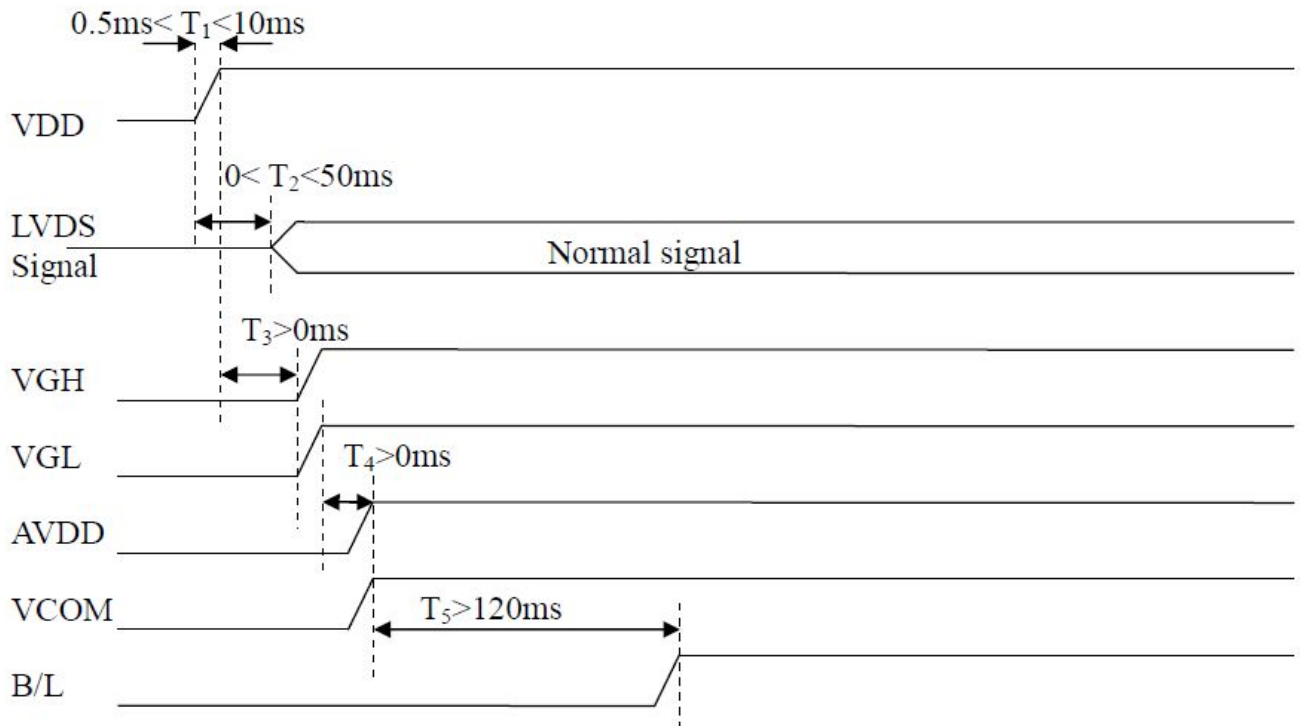 0.5ms< T₁<10ms
VDD
0< T₂<50ms
LVDS
Signal
Normal signal
T₃>0ms
VGH
VGL
T₄>0ms
AVDD
VCOM
T₅>120ms
B/L